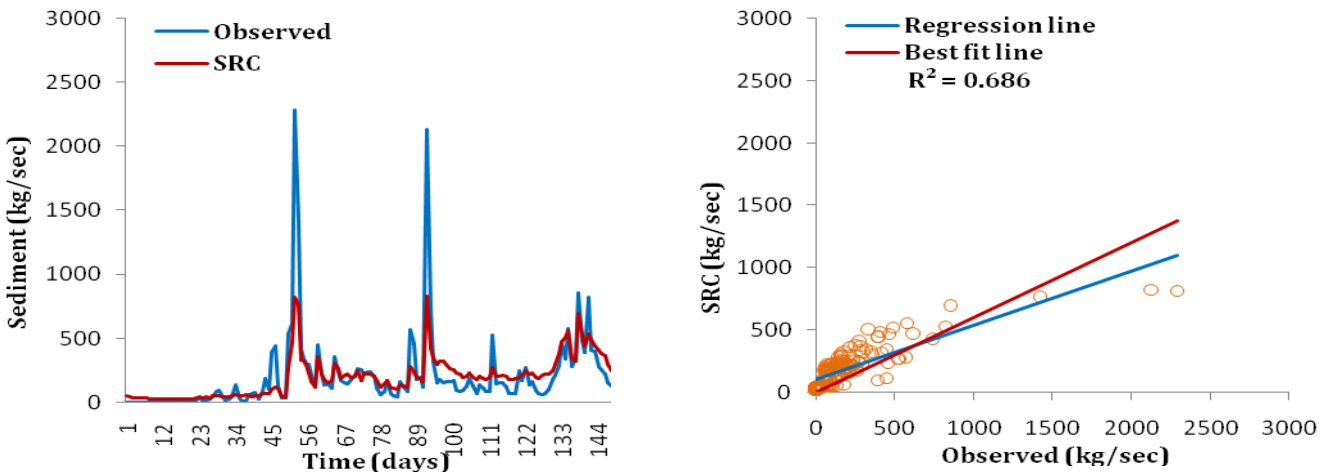 Sediment (kg/sec)
3000
2500
2000
1500
1000
500
0
Observed
SRC
1
12
23
34
45
56
67
78
89
100
111
122
133
144
Time (days)
SRC (kg/sec)
3000
2500
2000
1500
1000
500
0
Regression line
Best fit line
R² = 0.686
0 500 1000 1500 2000 2500 3000
Observed (kg/sec)